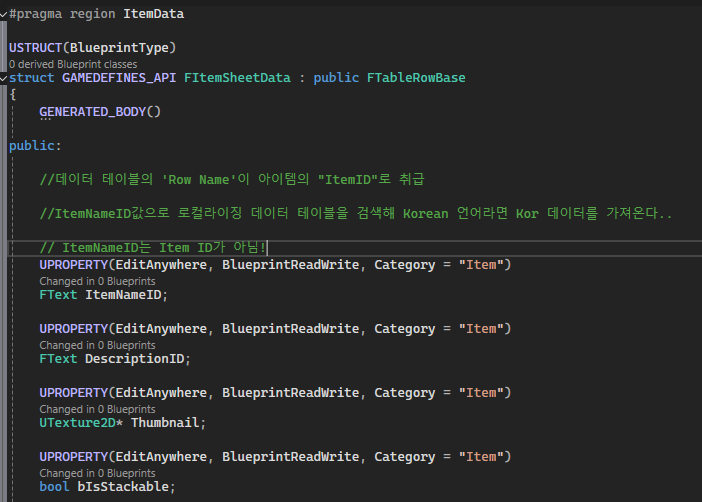 #pragma region ItemData
USTRUCT(BlueprintType)
0 derived Blueprint classes
struct GAMEDEFINES_API FItemSheetData : public FTableRowBase
{
GENERATED_BODY()
public:
//데이터 테이블의 'Row Name'이 아이템의 "ItemID"로 취급
//ItemNameID값으로 로컬라이징 데이터 테이블을 검색해 Korean 언어라면 Kor 데이터를 가져온다..
// ItemNameID는 Item ID가 아님!
UPROPERTY(EditAnywhere, BlueprintReadWrite, Category = "Item")
Changed in 0 Blueprints
FText ItemNameID;
UPROPERTY(EditAnywhere, BlueprintReadWrite, Category = "Item")
Changed in 0 Blueprints
FText DescriptionID;
UPROPERTY(EditAnywhere, BlueprintReadWrite, Category = "Item")
Changed in 0 Blueprints
UTexture2D* Thumbnail;
UPROPERTY(EditAnywhere, BlueprintReadWrite, Category = "Item")
Changed in 0 Blueprints
bool bIsStackable;